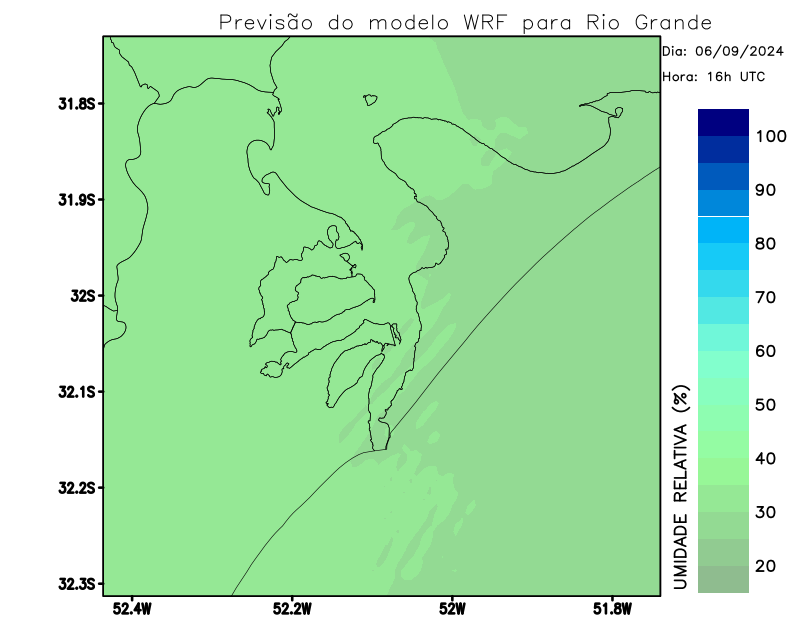 Previsão do modelo WRF para Rio Grande
Dia: 06/09/2024
Hora: 16h UTC
31.8S
31.9S
32S
32.1S
32.2S
32.3S
52.4W
52.2W
52W
51.8W
100
90
80
70
60
50
40
30
20
UMIDADE RELATIVA (%)